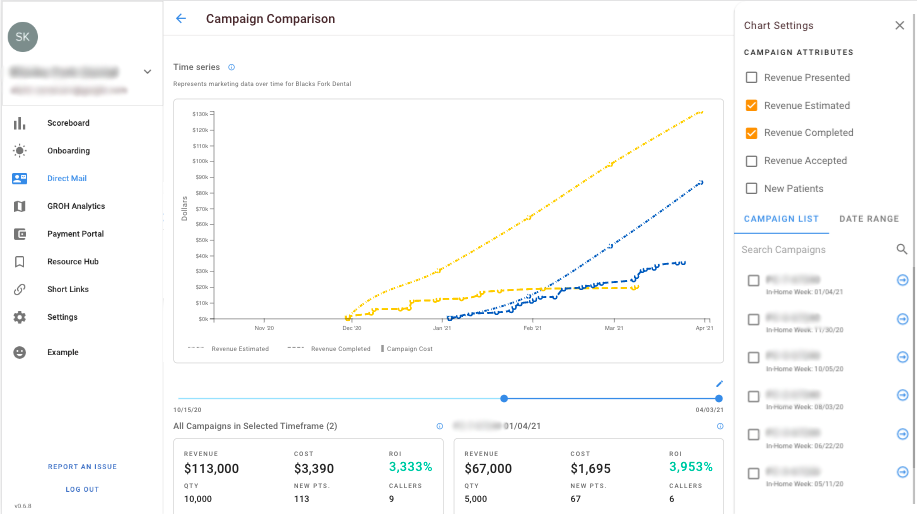 SK
Scoreboard
Onboarding
Direct Mail
GROH Analytics
Payment Portal
Resource Hub
Short Links
Settings
Example
REPORT AN ISSUE
LOG OUT
v0.6.8
Campaign Comparison
Time series
Represents marketing data over time for Blacks Fork Dental
$130k
$120k
$110k
$100k
$90k
$80k
$70k
$60k
$50k
$40k
$30k
$20k
$10k
$0k
Dollars
Nov '20
Dec '20
Jan '21
Feb '21
Mar '21
Apr '21
Revenue Estimated
Revenue Completed
Campaign Cost
10/15/20
04/03/21
All Campaigns in Selected Timeframe (2)
REVENUE COST ROI
$113,000 $3,390 3,333%
QTY NEW PTS. CALLERS
10,000 113 9
01/04/21
REVENUE COST ROI
$67,000 $1,695 3,953%
QTY NEW PTS. CALLERS
5,000 67 6
Chart Settings
CAMPAIGN ATTRIBUTES
Revenue Presented
Revenue Estimated
Revenue Completed
Revenue Accepted
New Patients
CAMPAIGN LIST DATE RANGE
Search Campaigns
In-Home Week: 01/04/21
In-Home Week: 11/30/20
In-Home Week: 10/05/20
In-Home Week: 08/03/20
In-Home Week: 06/22/20
In-Home Week: 05/11/20